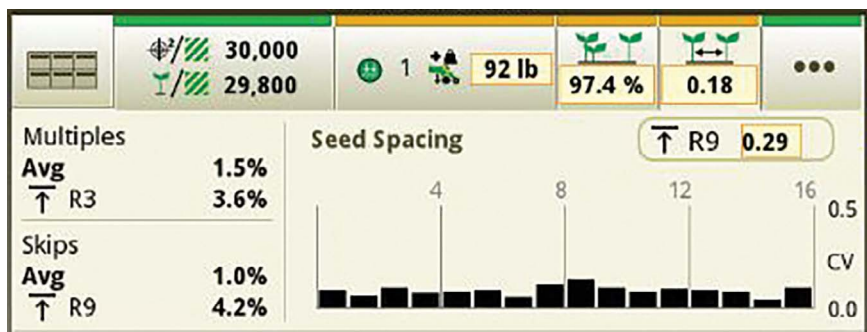 30,000
29,800
1
92 lb
97.4 %
0.18
Multiples
Avg 1.5%
R3 3.6%
Skips
Avg 1.0%
R9 4.2%
Seed Spacing
R9 0.29
4 8 12 16
0.5
CV
0.0